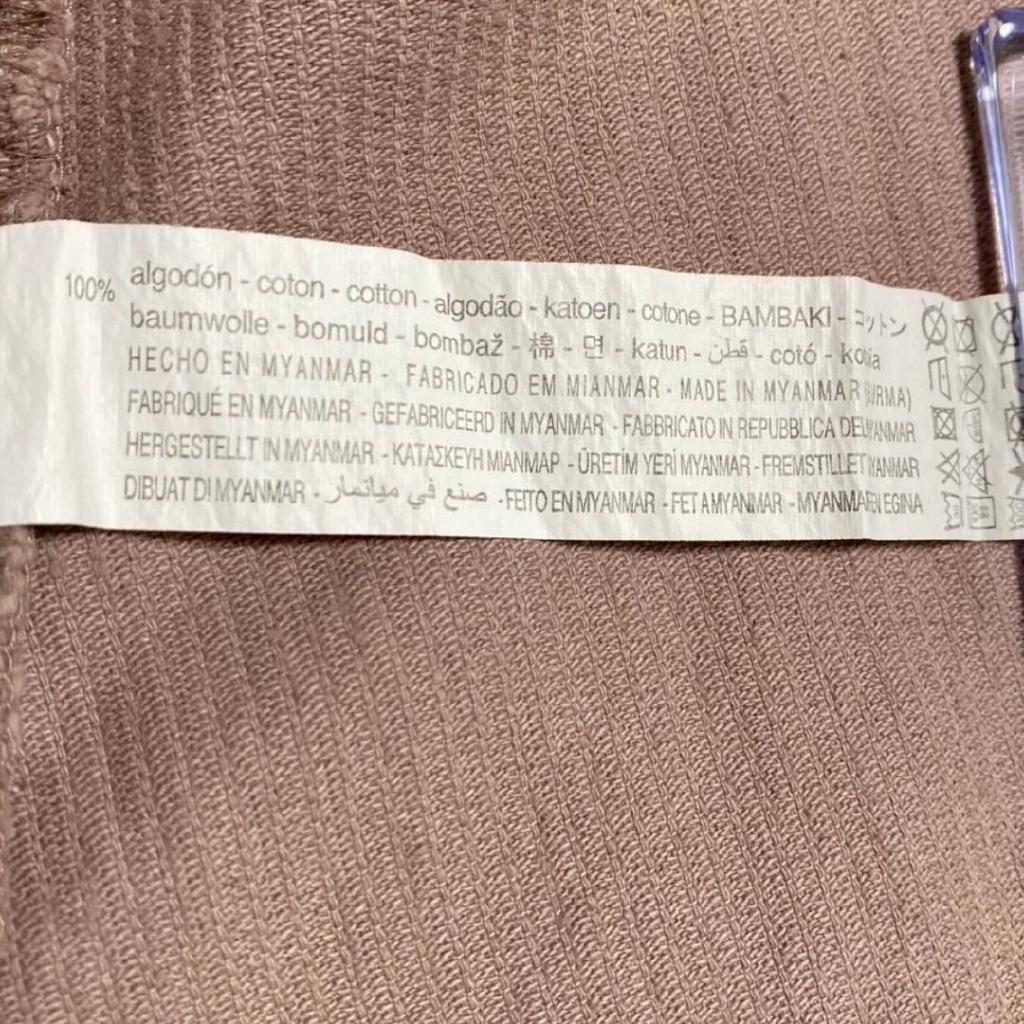 100% algodón - coton - cotton - algodão - katoen - cotone - BAMBAKI - コットン
baumwolle - bomuld - bombaž - 棉 - 면 - katun - قطن - cotó - kotoia
HECHO EN MYANMAR - FABRICADO EM MIANMAR - MADE IN MYANMAR (BURMA)
FABRIQUÉ EN MYANMAR - GEFABRICEERD IN MYANMAR - FABBRICATO IN REPUBBLICA DEL MYANMAR
HERGESTELLT IN MYANMAR - ΚΑΤΑΣΚΕΥΗ ΜΙΑΝΜΑΡ - ÜRETİM YERİ MYANMAR - FREMSTILLET I MYANMAR
DIBUAT DI MYANMAR - صنع في ميانمار - FEITO EN MYANMAR - FET A MYANMAR - MYANMAREN EGINA